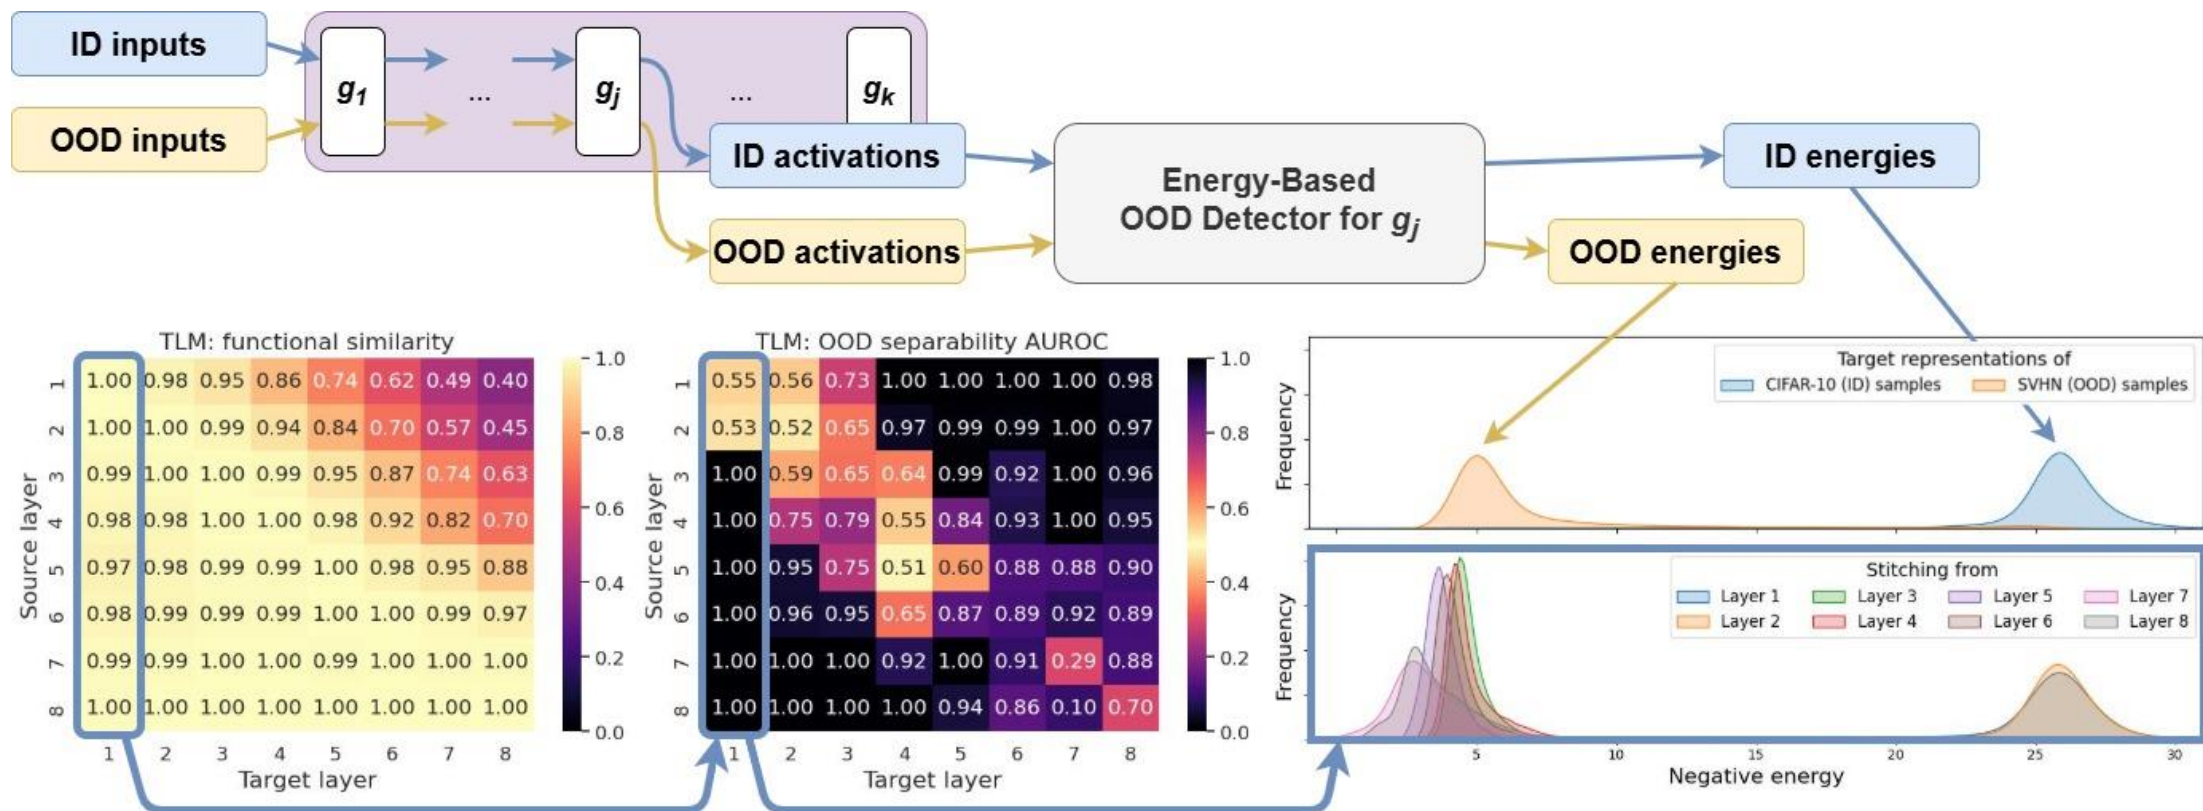 ID inputs
OOD inputs
g1
...
gj
...
gk
ID activations
OOD activations
Energy-Based
OOD Detector for gj
ID energies
OOD energies
TLM: functional similarity
Source layer
1 1.00 0.98 0.95 0.86 0.74 0.62 0.49 0.40
2 1.00 1.00 0.99 0.94 0.84 0.70 0.57 0.45
3 0.99 1.00 1.00 0.99 0.95 0.87 0.74 0.63
4 0.98 0.98 1.00 1.00 0.98 0.92 0.82 0.70
5 0.97 0.98 0.99 0.99 1.00 0.98 0.95 0.88
6 0.98 0.99 0.99 0.99 1.00 1.00 0.99 0.97
7 0.99 0.99 1.00 1.00 0.99 1.00 1.00 1.00
8 1.00 1.00 1.00 1.00 1.00 1.00 1.00 1.00
1 2 3 4 5 6 7 8
Target layer
1.0
0.8
0.6
0.4
0.2
0.0
TLM: OOD separability AUROC
Source layer
1 0.55 0.56 0.73 1.00 1.00 1.00 1.00 0.98
2 0.53 0.52 0.65 0.97 0.99 0.99 1.00 0.97
3 1.00 0.59 0.65 0.64 0.99 0.92 1.00 0.96
4 1.00 0.75 0.79 0.55 0.84 0.93 1.00 0.95
5 1.00 0.95 0.75 0.51 0.60 0.88 0.88 0.90
6 1.00 0.96 0.95 0.65 0.87 0.89 0.92 0.89
7 1.00 1.00 1.00 0.92 1.00 0.91 0.29 0.88
8 1.00 1.00 1.00 1.00 0.94 0.86 0.10 0.70
1 2 3 4 5 6 7 8
Target layer
1.0
0.8
0.6
0.4
0.2
0.0
Frequency
Target representations of
CIFAR-10 (ID) samples SVHN (OOD) samples
Frequency
Stitching from
Layer 1 Layer 3 Layer 5 Layer 7
Layer 2 Layer 4 Layer 6 Layer 8
5 10 15 20 25 30
Negative energy